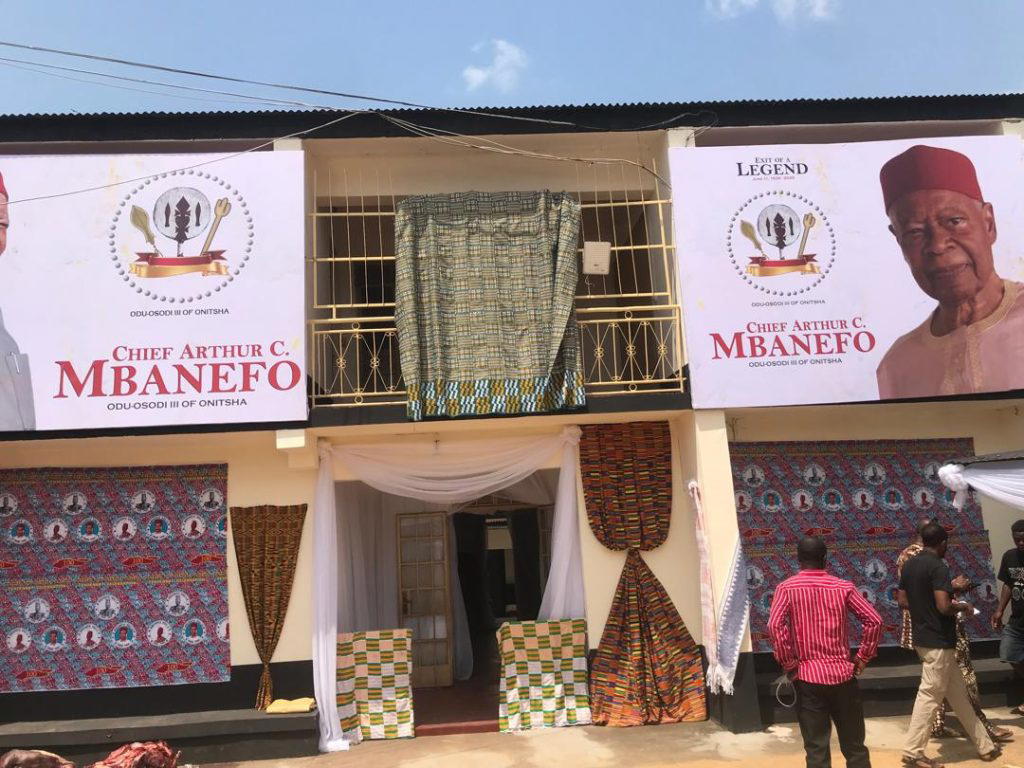 ODU-OSODI III OF ONITSHA
CHIEF ARTHUR C.
MBANEFO
ODU-OSODI III OF ONITSHA
EXIT OF A
LEGEND
ODU-OSODI III OF ONITSHA
CHIEF ARTHUR C.
MBANEFO
ODU-OSODI III OF ONITSHA